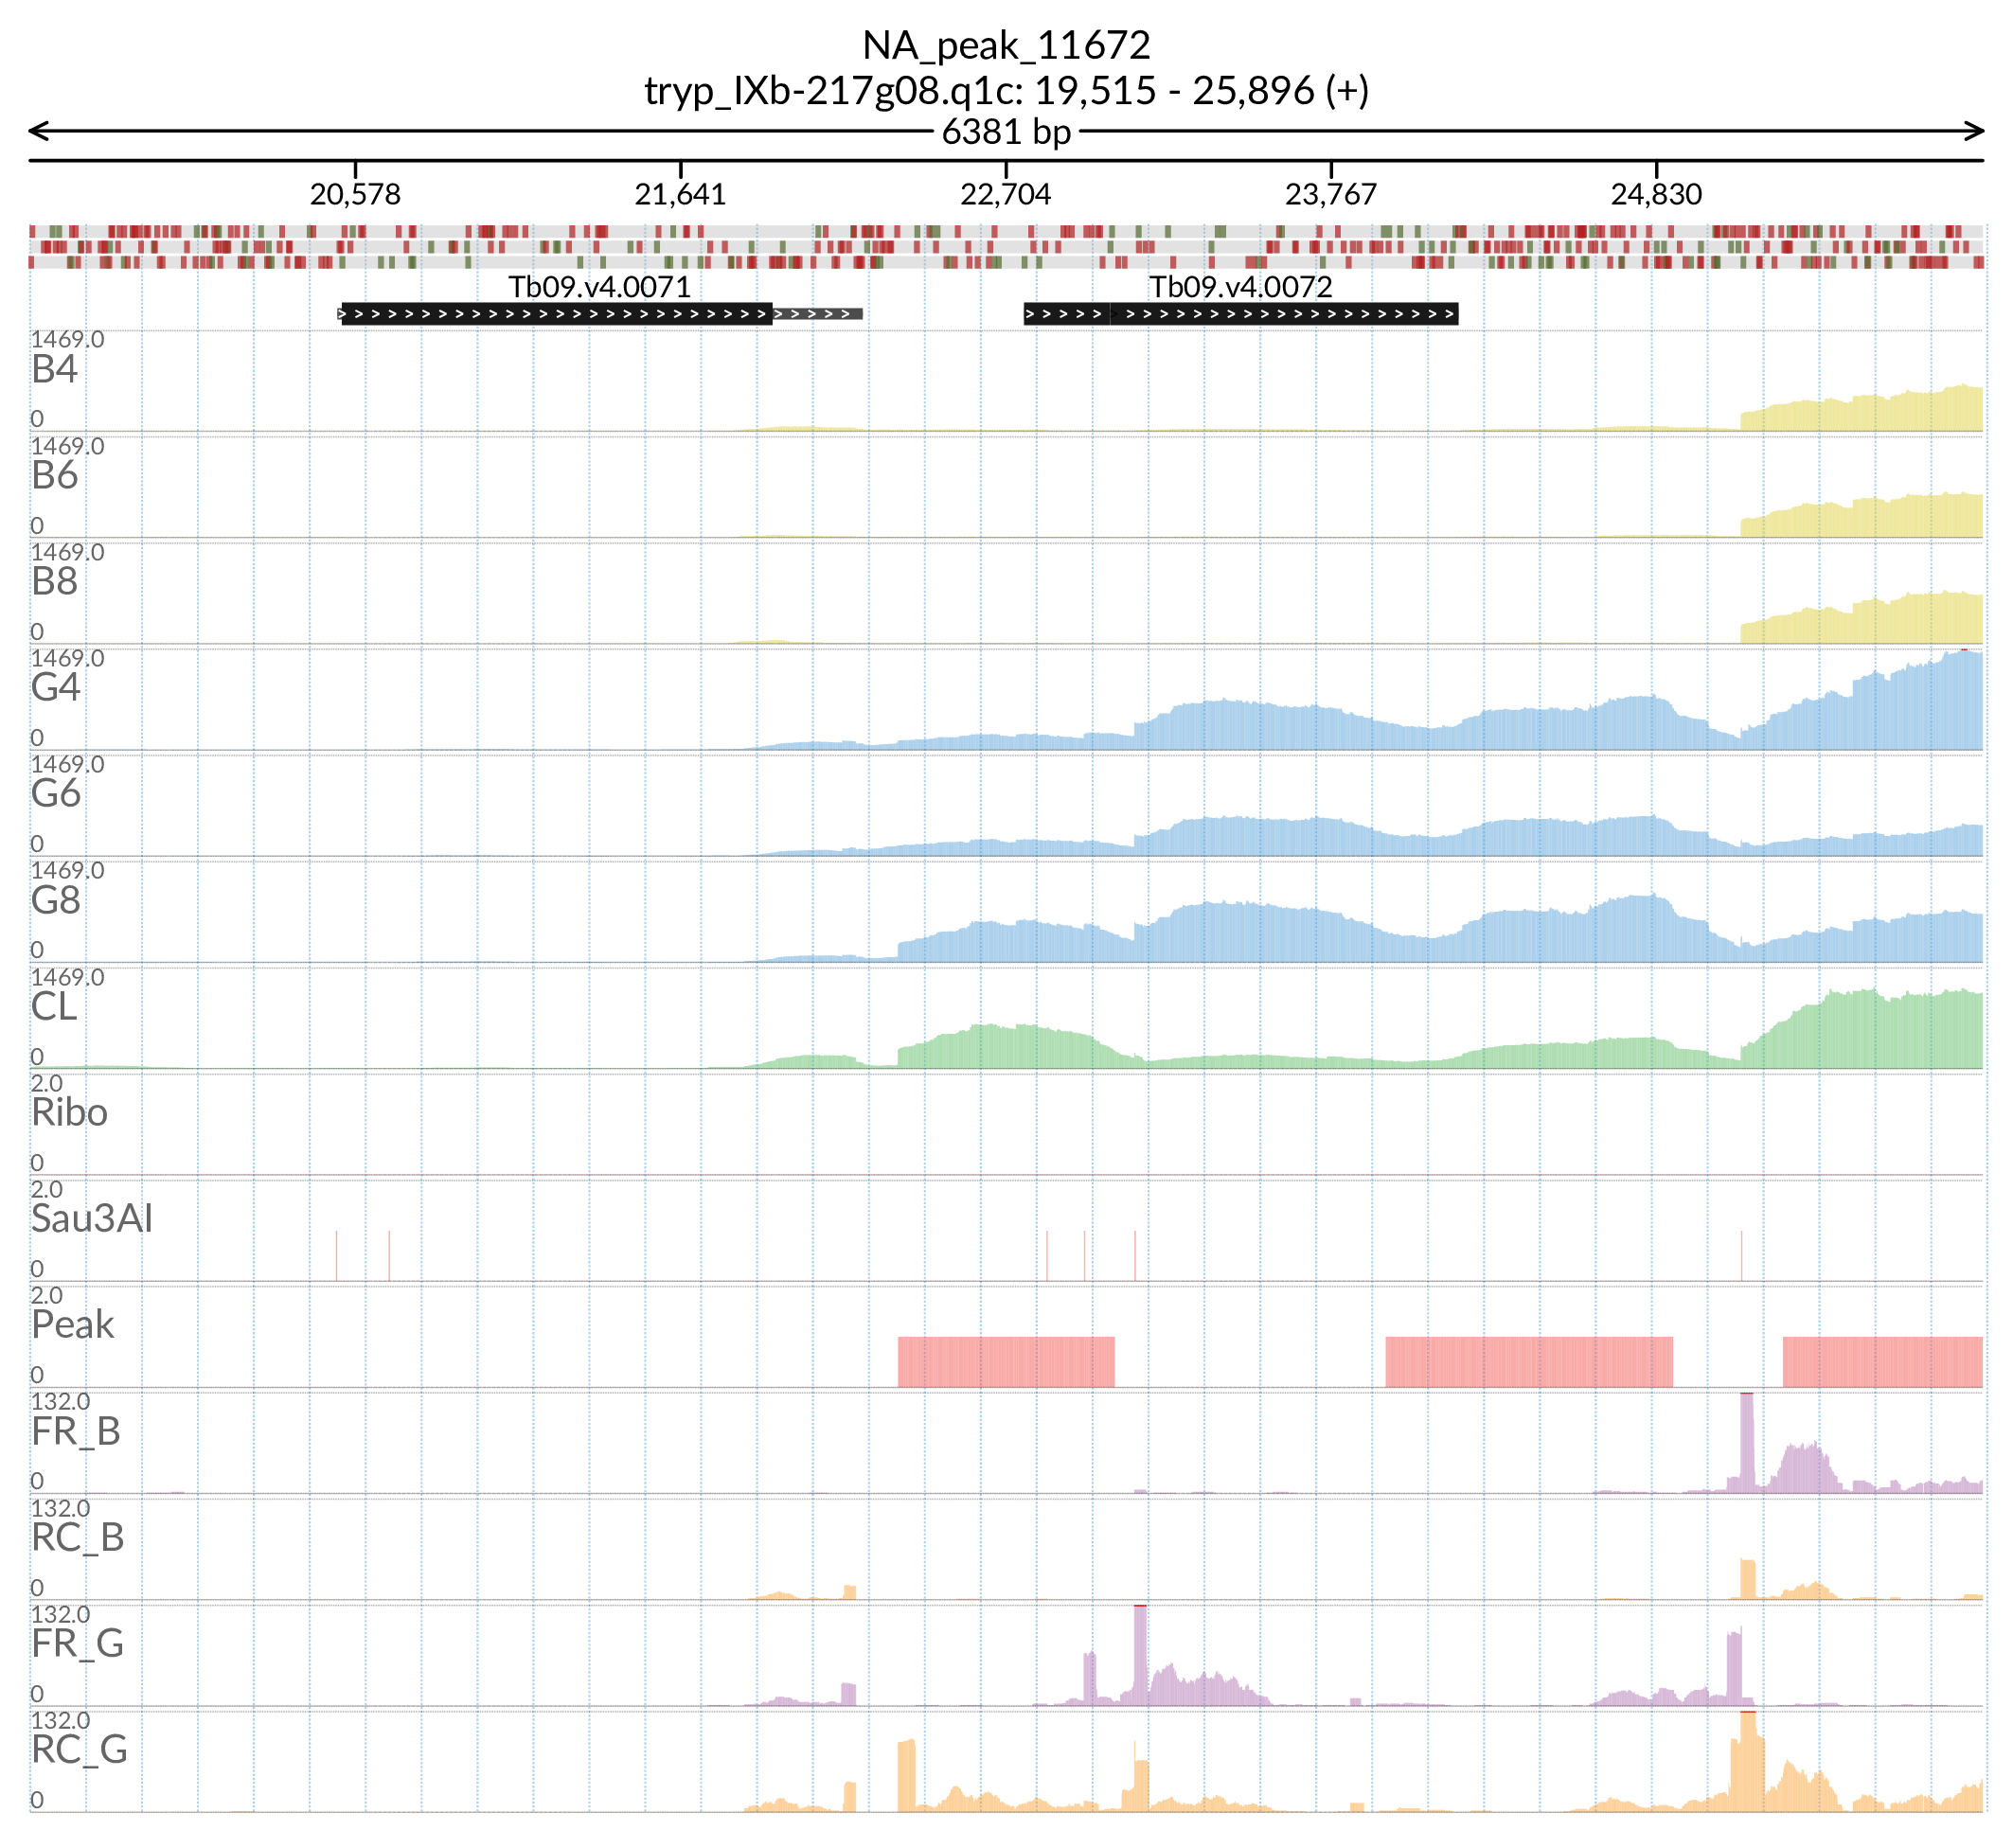 NA_peak_11672
tryp_IXb-217g08.q1c: 19,515 - 25,896 (+)
6381 bp
20,578 21,641 22,704 23,767 24,830
Tb09.v4.0071 Tb09.v4.0072
1469.0
B4
0
1469.0
B6
0
1469.0
B8
0
1469.0
G4
0
1469.0
G6
0
1469.0
G8
0
1469.0
CL
0
2.0
Ribo
0
2.0
Sau3AI
0
2.0
Peak
0
132.0
FR_B
0
132.0
RC_B
0
132.0
FR_G
0
132.0
RC_G
0